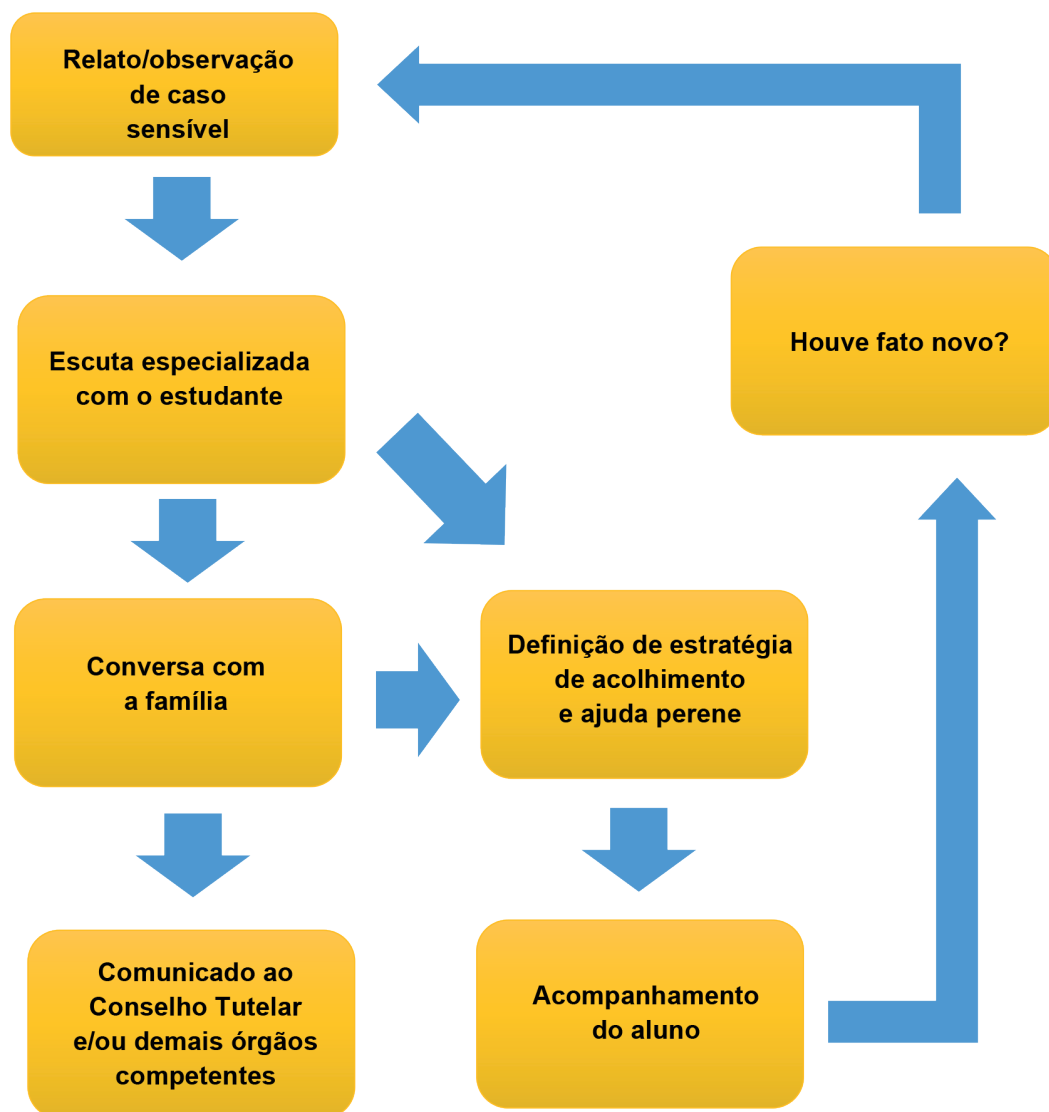 Relato/observação
de caso
sensível
Houve fato novo?
Escuta especializada
com o estudante
Conversa com
a família
Definição de estratégia
de acolhimento
e ajuda perene
Comunicado ao
Conselho Tutelar
e/ou demais órgãos
competentes
Acompanhamento
do aluno